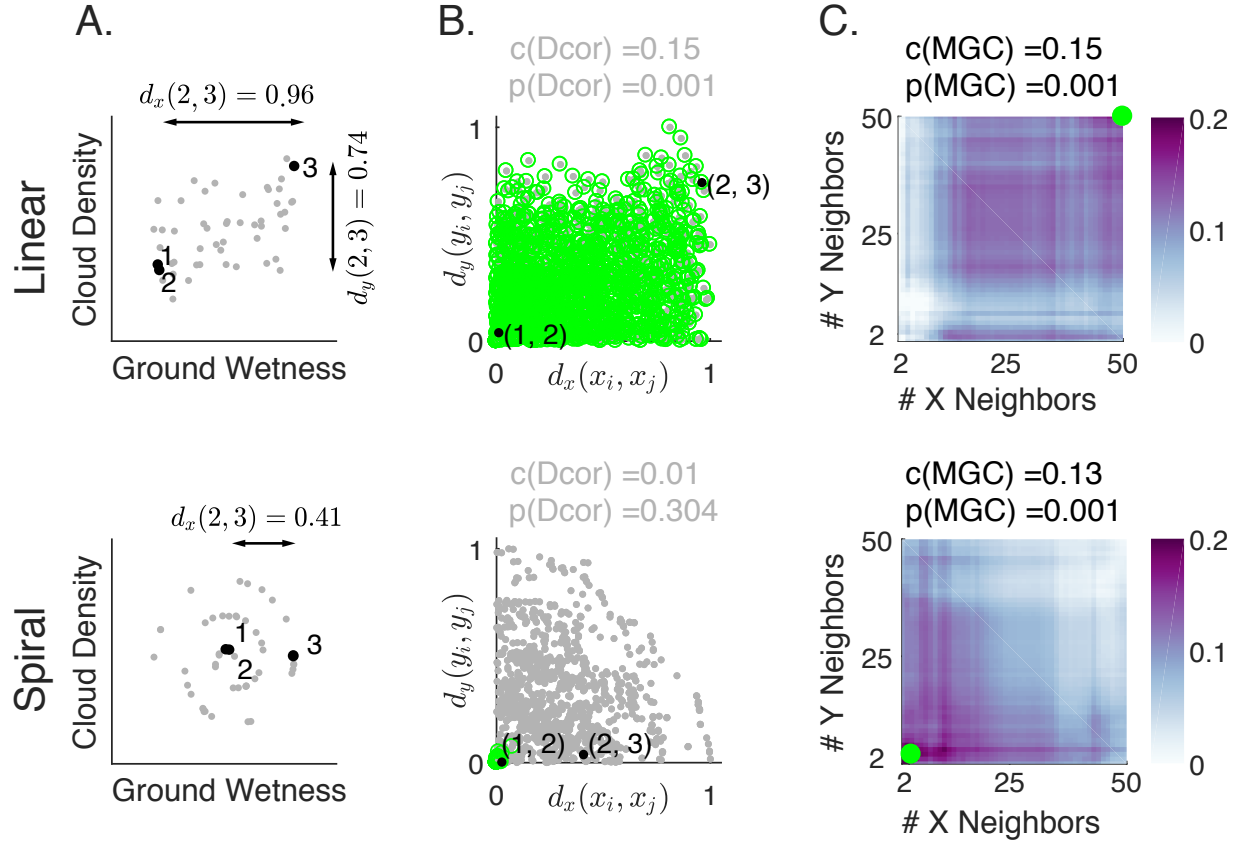 A.
B.
C.
Linear
d_x(2, 3) = 0.96
d_y(2, 3) = 0.74
Cloud Density
Ground Wetness
1
2
3
c(Dcor) =0.15
p(Dcor) =0.001
1
d_y(y_i, y_j)
(2, 3)
(1, 2)
0
0
d_x(x_i, x_j)
1
c(MGC) =0.15
p(MGC) =0.001
50
# Y Neighbors
25
2
2
25
50
# X Neighbors
0.2
0.1
0
Spiral
d_x(2, 3) = 0.41
Cloud Density
Ground Wetness
1
2
3
c(Dcor) =0.01
p(Dcor) =0.304
1
d_y(y_i, y_j)
(1, 2)
(2, 3)
0
0
d_x(x_i, x_j)
1
c(MGC) =0.13
p(MGC) =0.001
50
# Y Neighbors
25
2
2
25
50
# X Neighbors
0.2
0.1
0